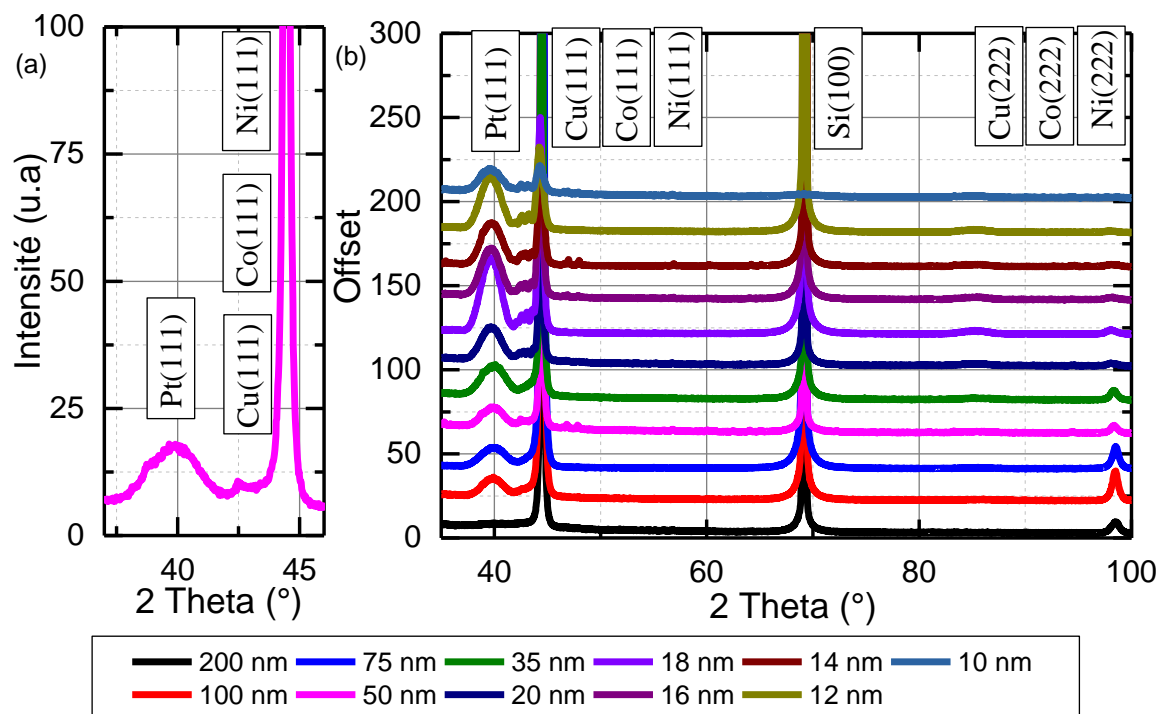 (a)
Intensité (u.a)
100
75
50
25
0
Pt(111)
Cu(111)
Co(111)
Ni(111)
40
45
2 Theta (°)
(b)
Offset
300
250
200
150
100
50
0
Pt(111)
Cu(111)
Co(111)
Ni(111)
Si(100)
Cu(222)
Co(222)
Ni(222)
40
60
80
100
2 Theta (°)
200 nm
75 nm
35 nm
18 nm
14 nm
10 nm
100 nm
50 nm
20 nm
16 nm
12 nm